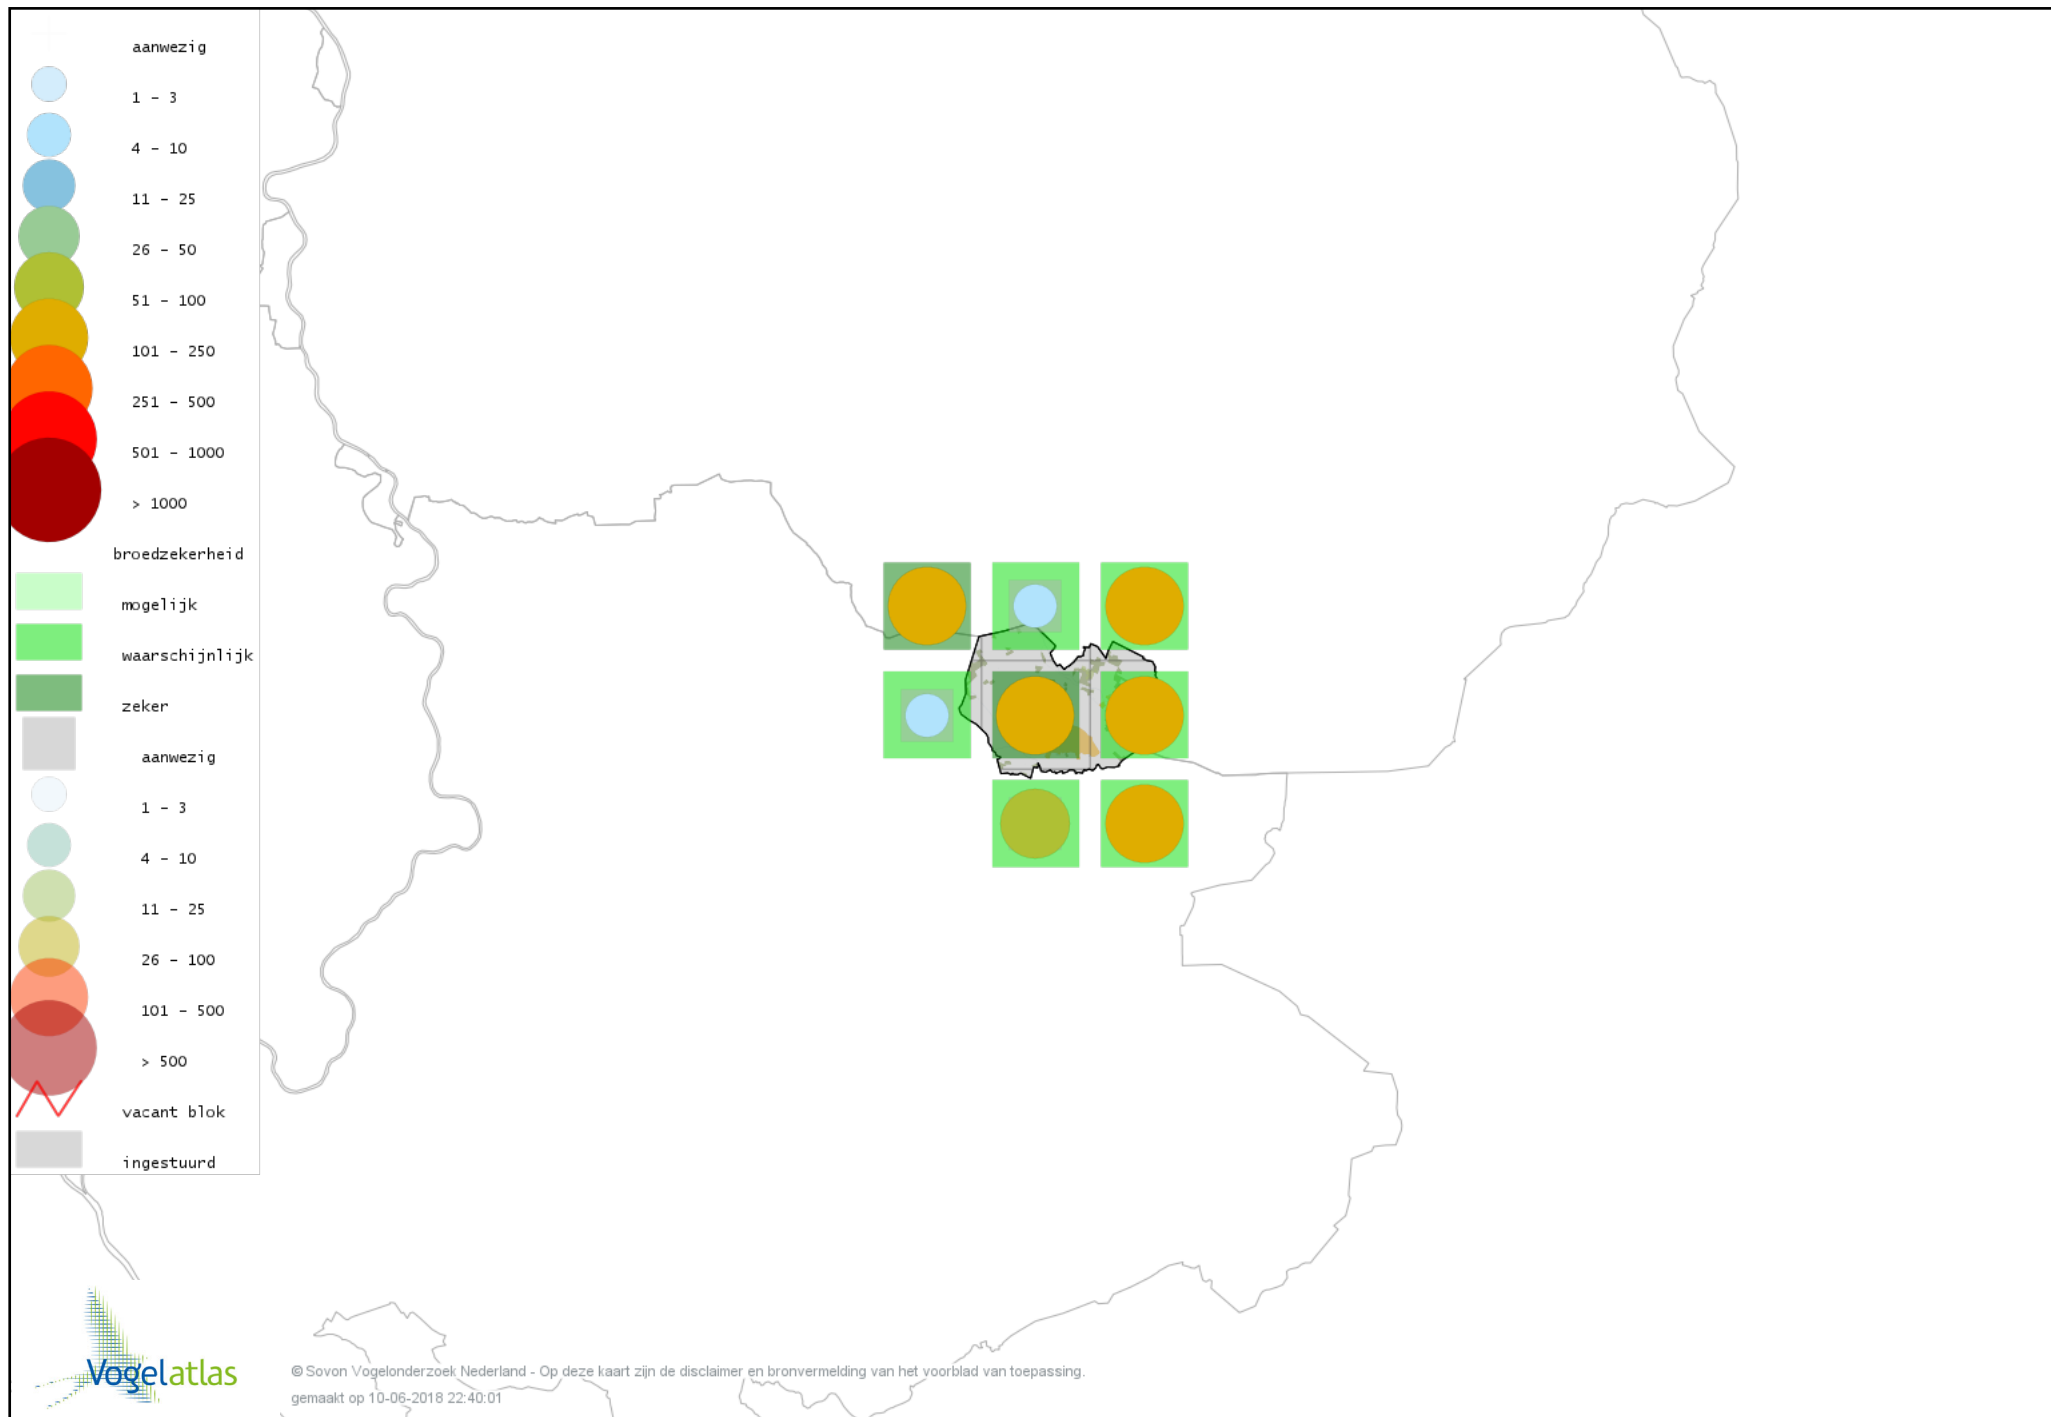 aanwezig
1 - 3
4 - 10
11 - 25
26 - 50
51 - 100
101 - 250
251 - 500
501 - 1000
> 1000
broedzekerheid
mogelijk
waarschijnlijk
zeker
aanwezig
1 - 3
4 - 10
11 - 25
26 - 100
101 - 500
> 500
vacant blok
ingestuurd
Vogelatlas
© Sovon Vogelonderzoek Nederland - Op deze kaart zijn de disclaimer en bronvermelding van het voorblad van toepassing.
gemaakt op 10-06-2018 22:40:01